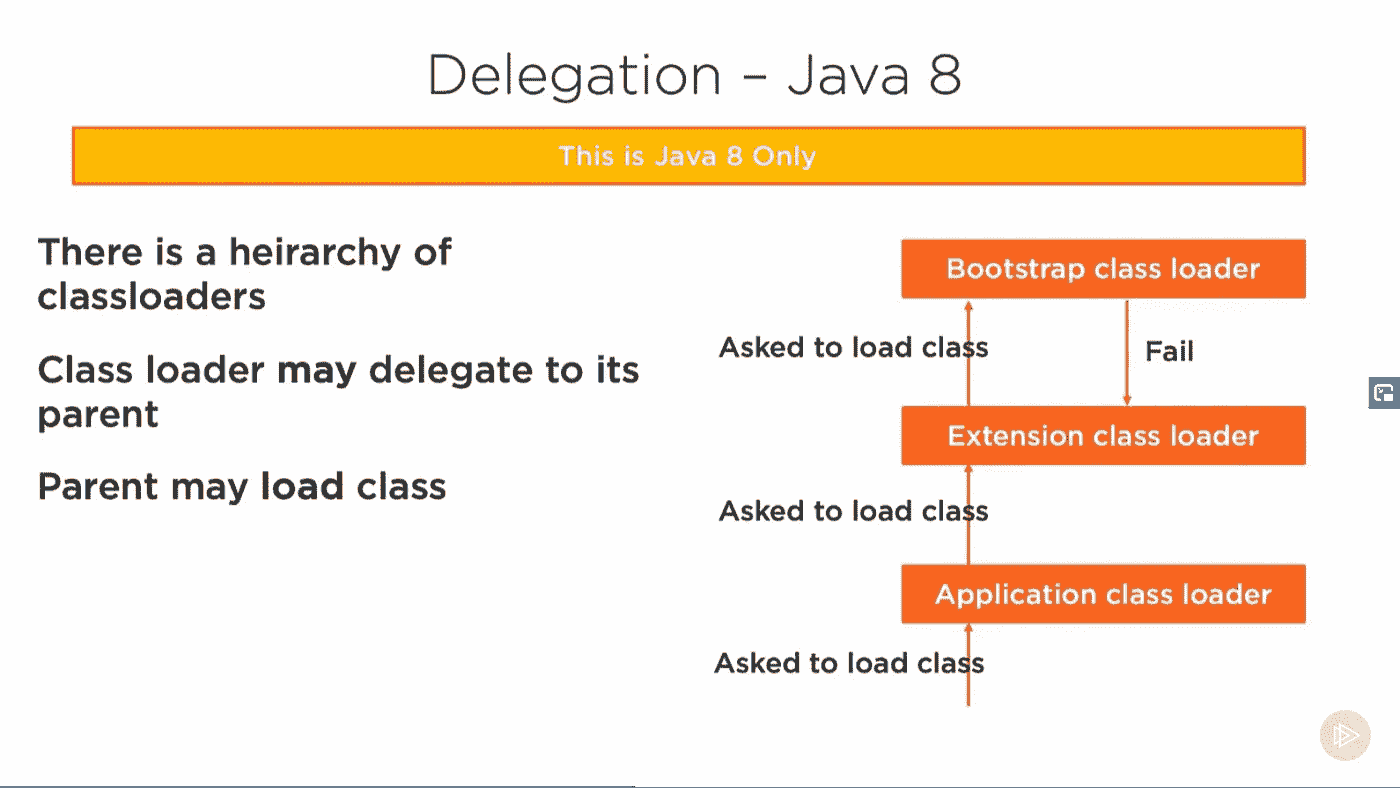 Delegation – Java 8
This is Java 8 Only
There is a heirarchy of
classloaders
Class loader may delegate to its
parent
Parent may load class
Bootstrap class loader
Asked to load class
Fail
Extension class loader
Asked to load class
Application class loader
Asked to load class